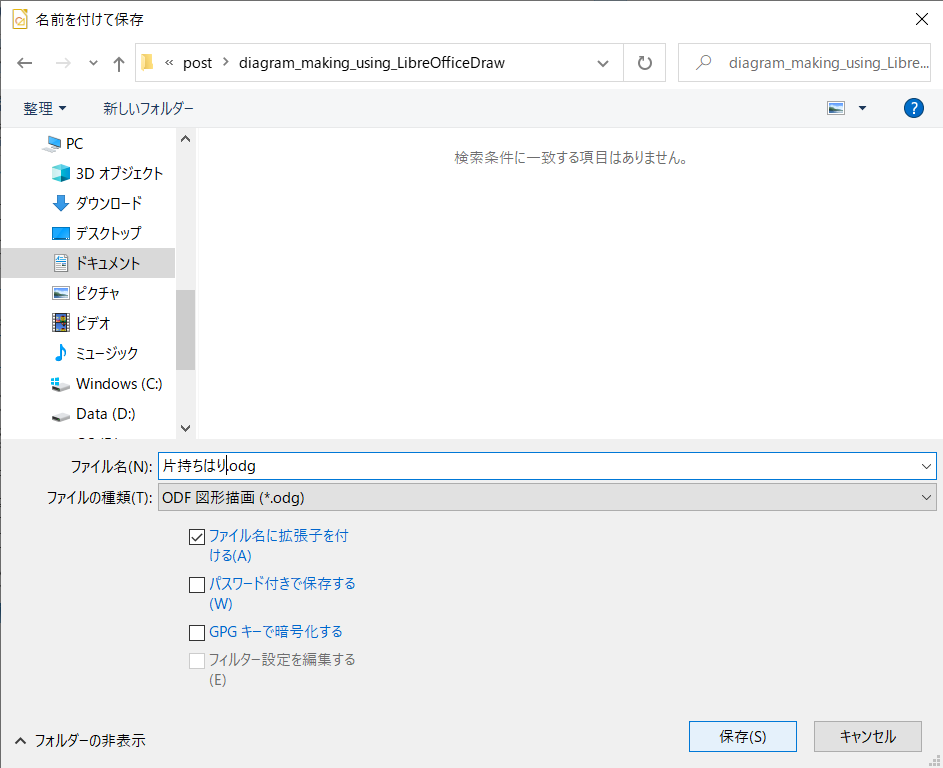 名前を付けて保存
« post › diagram_making_using_LibreOfficeDraw
diagram_making_using_Libre...
整理
新しいフォルダー
?
PC
3D オブジェクト
ダウンロード
デスクトップ
ドキュメント
ピクチャ
ビデオ
ミュージック
Windows (C:)
Data (D:)
検索条件に一致する項目はありません。
ファイル名(N):
片持ちはり.odg
ファイルの種類(T):
ODF 図形描画 (*.odg)
ファイル名に拡張子を付
ける(A)
パスワード付きで保存する
(W)
GPG キーで暗号化する
フィルター設定を編集する
(E)
フォルダーの非表示
保存(S)
キャンセル